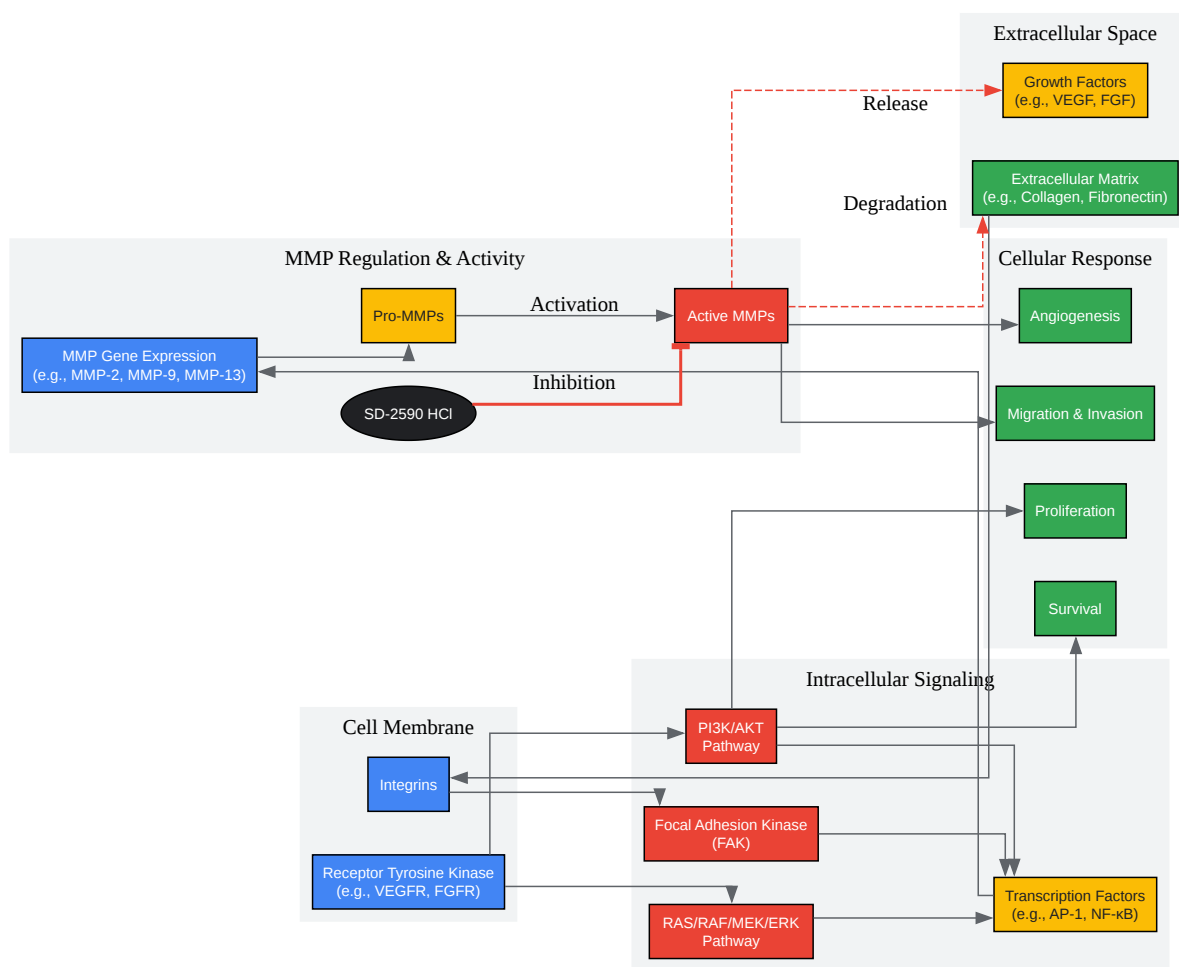 Extracellular Space
Growth Factors
(e.g., VEGF, FGF)
Release
Extracellular Matrix
(e.g., Collagen, Fibronectin)
Degradation
MMP Regulation & Activity
Pro-MMPs
Activation
Active MMPs
MMP Gene Expression
(e.g., MMP-2, MMP-9, MMP-13)
Inhibition
SD-2590 HCl
Cellular Response
Angiogenesis
Migration & Invasion
Proliferation
Survival
Intracellular Signaling
PI3K/AKT
Pathway
Focal Adhesion Kinase
(FAK)
RAS/RAF/MEK/ERK
Pathway
Transcription Factors
(e.g., AP-1, NF-κB)
Cell Membrane
Integrins
Receptor Tyrosine Kinase
(e.g., VEGFR, FGFR)